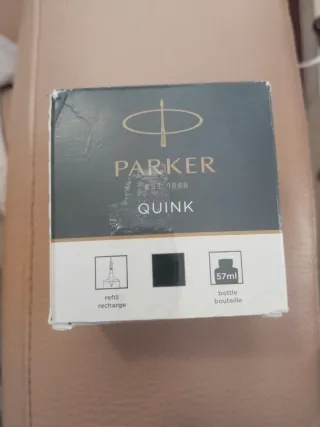 PARKER
EST. 1888
QUINK
refill
recharge
57ml
bottle
bouteille